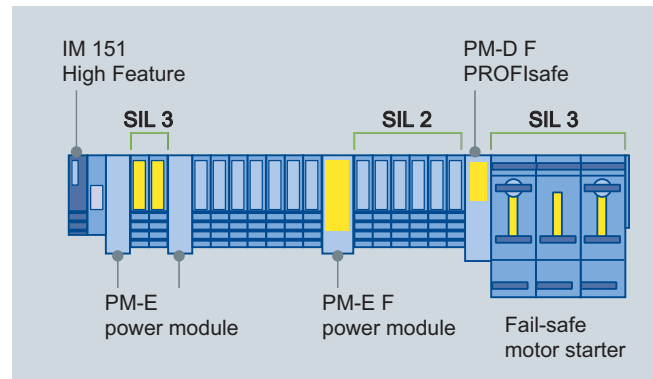 IM 151
High Feature
PM-D F
PROFIsafe
SIL 3
SIL 2
SIL 3
PM-E
power module
PM-E F
power module
Fail-safe
motor starter